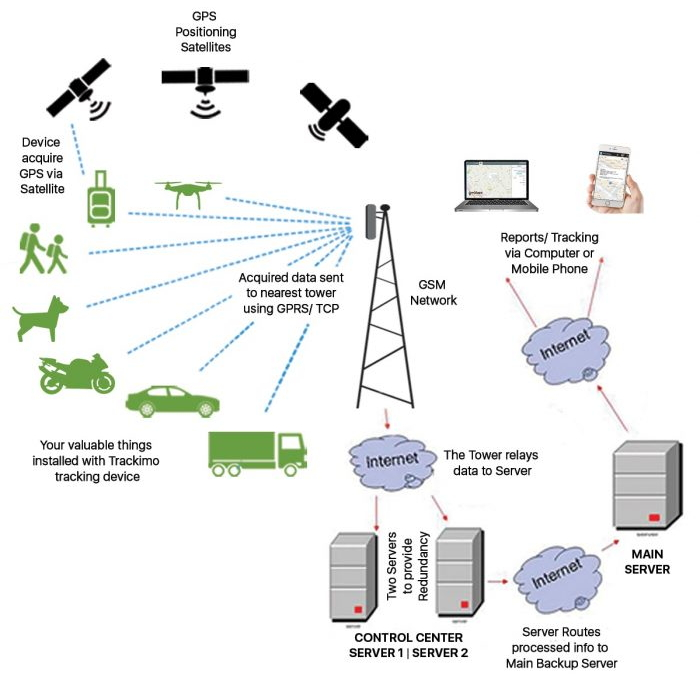 GPS
Positioning
Satellites
Device
acquire
GPS via
Satellite
Reports/ Tracking
via Computer or
Mobile Phone
Acquired data sent
to nearest tower
using GPRS/ TCP
GSM
Network
Internet
Your valuable things
installed with Trackimo
tracking device
Internet
The Tower relays
data to Server
Two Servers
to provide
Redundancy
MAIN
SERVER
Internet
CONTROL CENTER
SERVER 1 | SERVER 2
Server Routes
processed info to
Main Backup Server